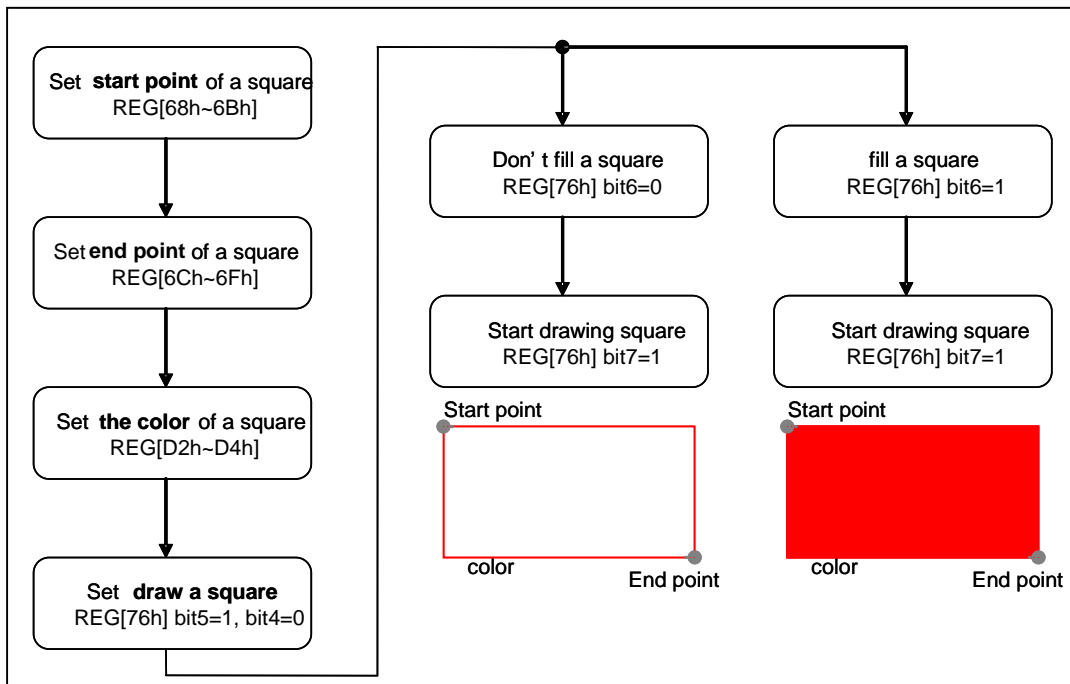 Set start point of a square
REG[68h~6Bh]
Set end point of a square
REG[6Ch~6Fh]
Set the color of a square
REG[D2h~D4h]
Set draw a square
REG[76h] bit5=1, bit4=0
Don' t fill a square
REG[76h] bit6=0
Start drawing square
REG[76h] bit7=1
Start point
color
End point
fill a square
REG[76h] bit6=1
Start drawing square
REG[76h] bit7=1
Start point
color
End point